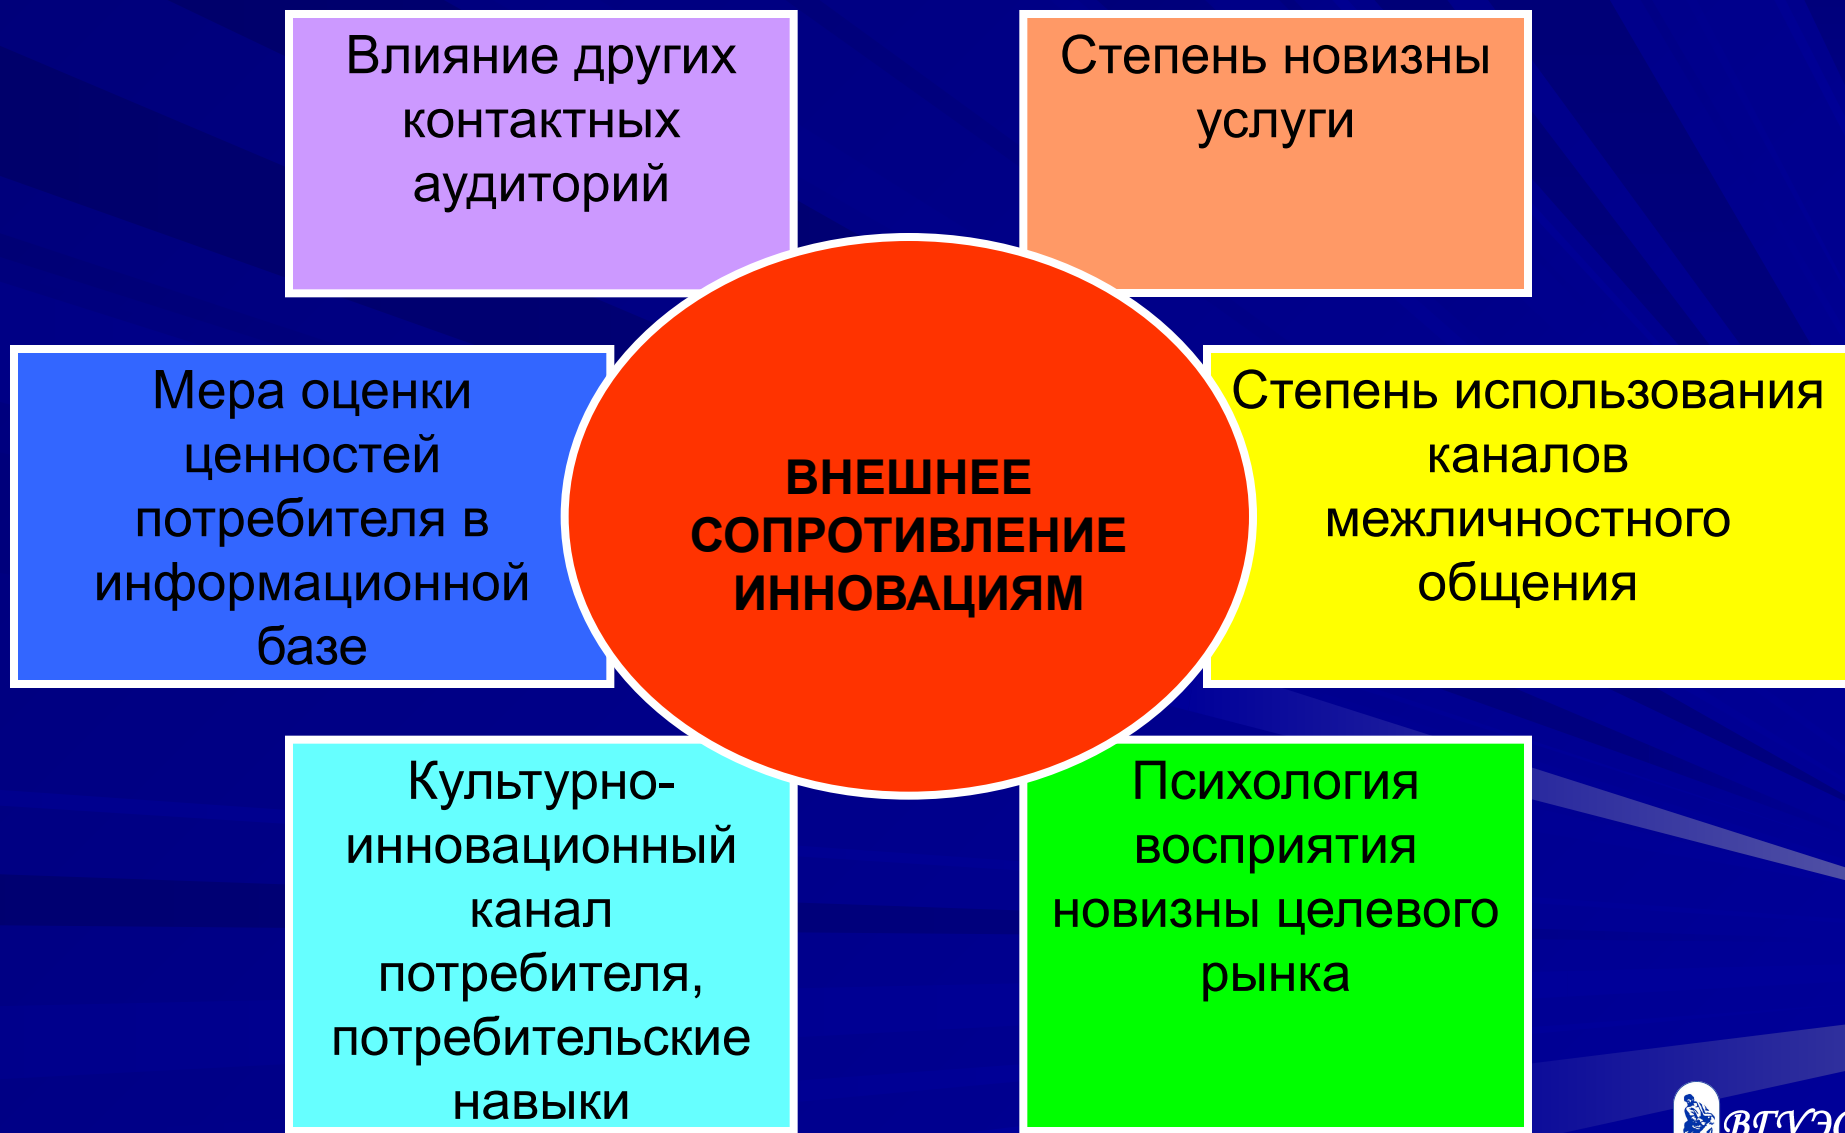 Влияние других
контактных
аудиторий
Степень новизны
услуги
Мера оценки
ценностей
потребителя в
информационной
базе
ВНЕШНЕЕ
СОПРОТИВЛЕНИЕ
ИННОВАЦИЯМ
Степень использования
каналов
межличностного
общения
Культурно-
инновационный
канал
потребителя,
потребительские
навыки
Психология
восприятия
новизны целевого
рынка